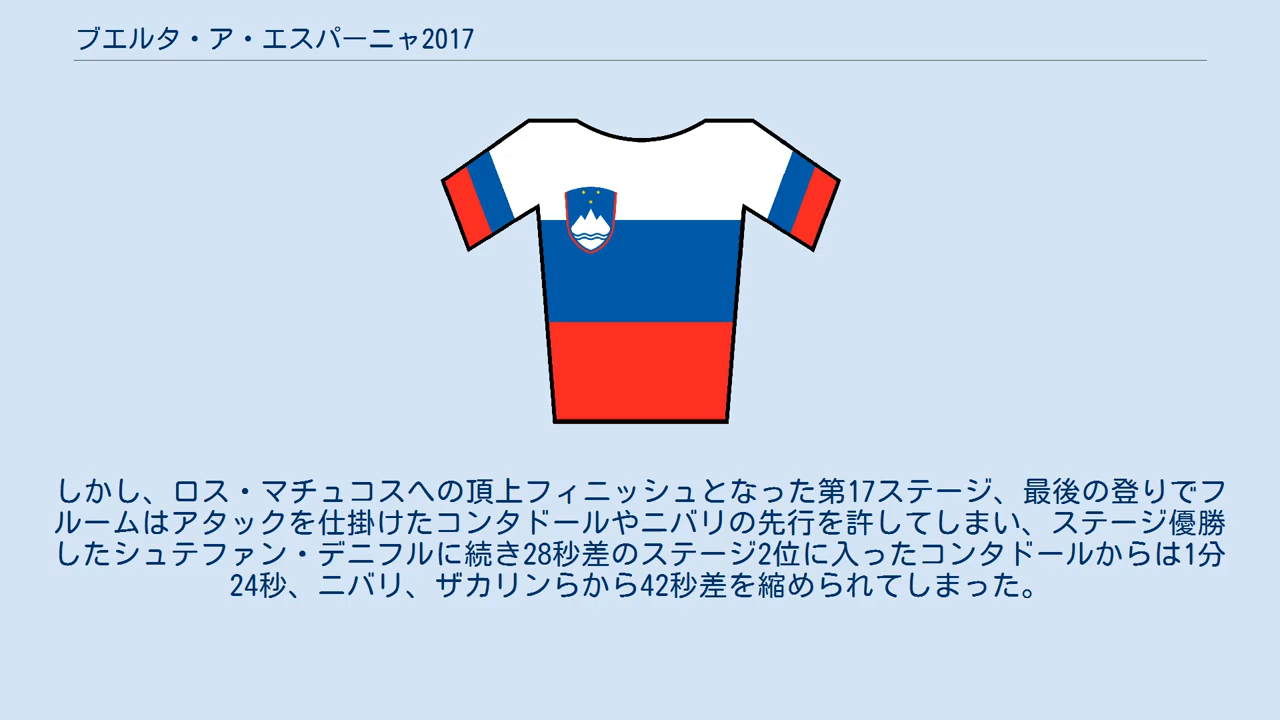 ブエルタ・ア・エスパーニャ2017
しかし、ロス・マチュコスへの頂上フィニッシュとなった第17ステージ、最後の登りでフ
ルームはアタックを仕掛けたコンタドールやニバリの先行を許してしまい、ステージ優勝
したシュテファン・デニフルに続き28秒差のステージ2位に入ったコンタドールからは1分
24秒、ニバリ、ザカリンらから42秒差を縮められてしまった。